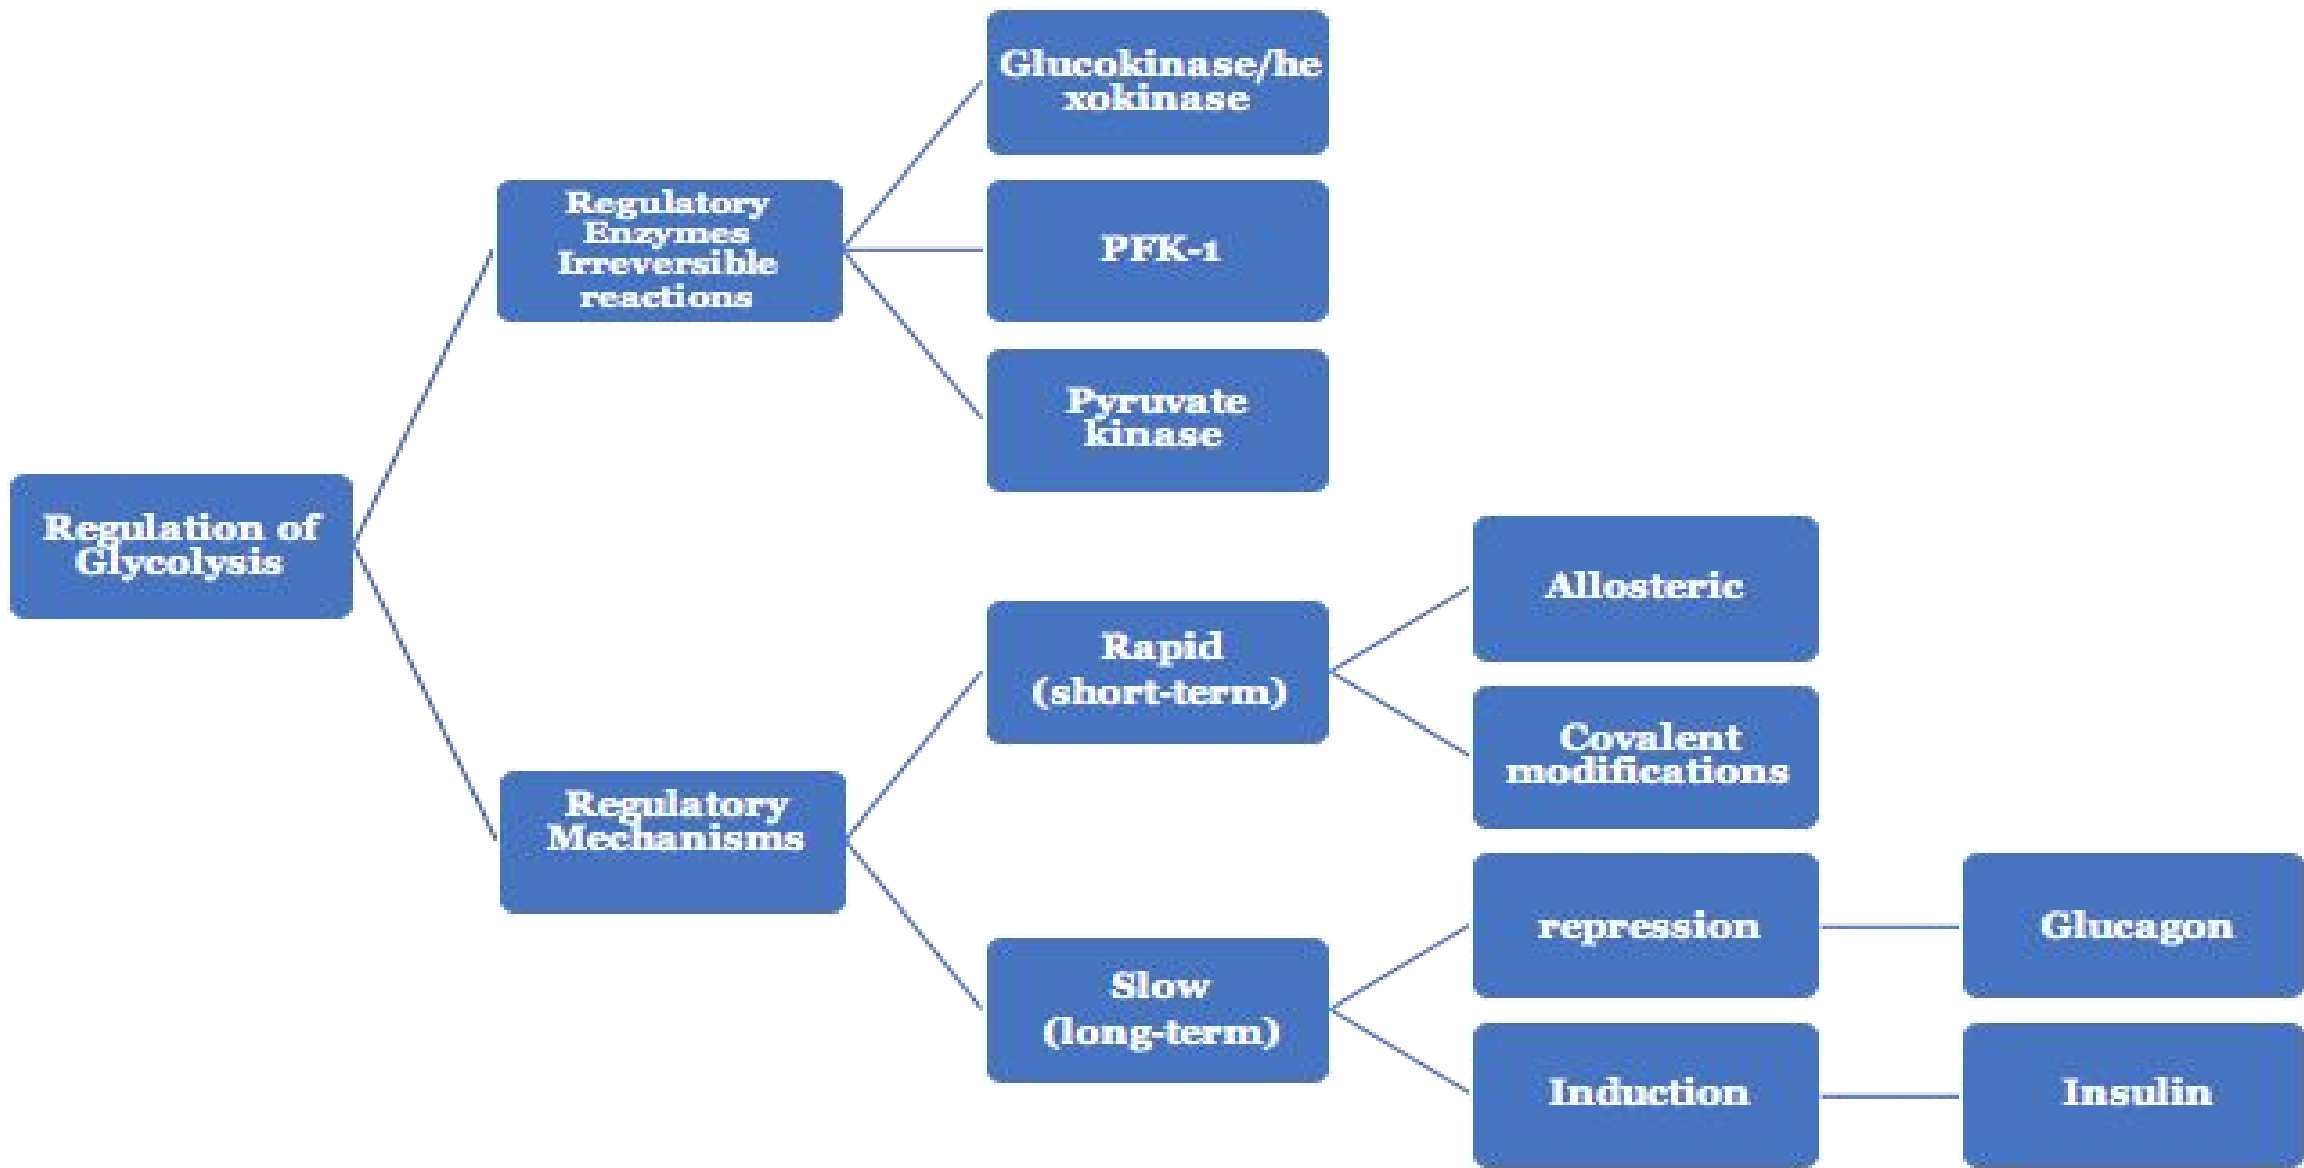 Glucokinase/he
xokinase
Regulatory
Enzymes
Irreversible
reactions
PFK-1
Pyruvate
kinase
Regulation of
Glycolysis
Allosteric
Rapid
(short-term)
Covalent
modifications
Regulatory
Mechanisms
repression
Glucagon
Slow
(long-term)
Induction
Insulin